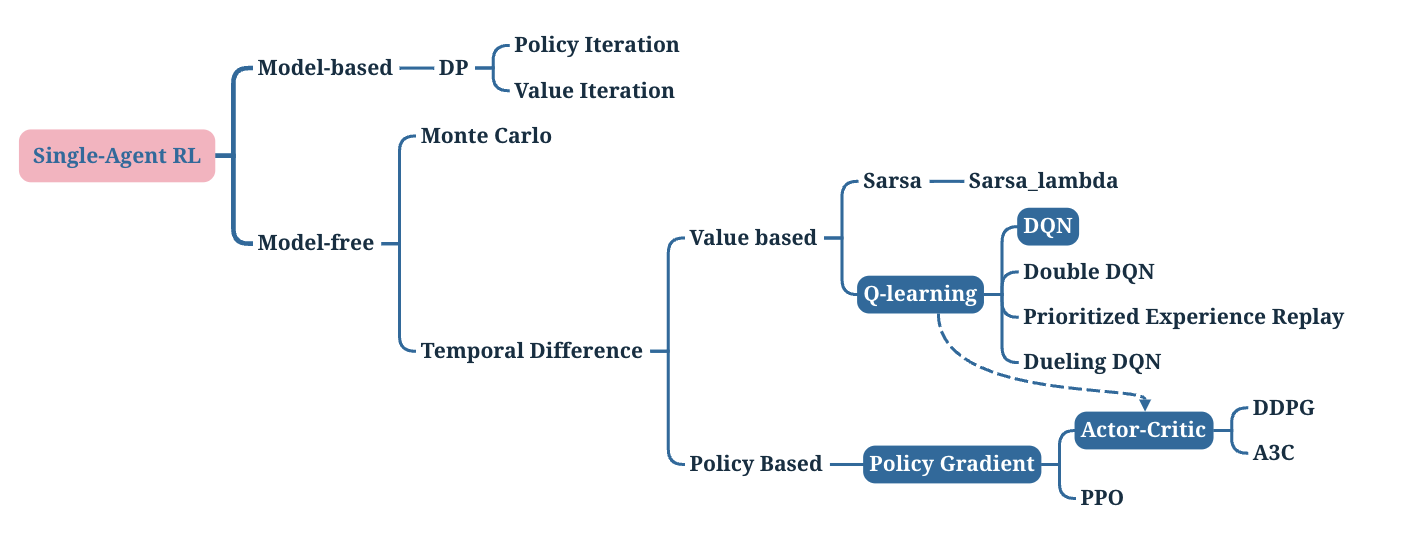 Policy Iteration
Model-based
DP
Value Iteration
Monte Carlo
Single-Agent RL
Sarsa
Sarsa_lambda
DQN
Model-free
Value based
Double DQN
Q-learning
Prioritized Experience Replay
Temporal Difference
Dueling DQN
DDPG
Actor-Critic
A3C
Policy Based
Policy Gradient
PPO